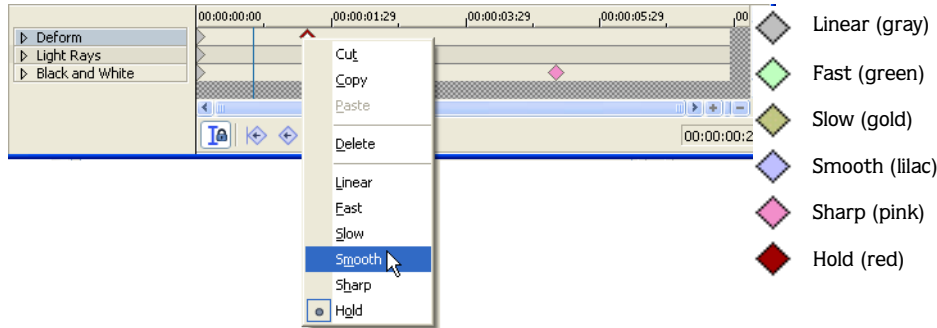 00:00:00:00 00:00:01:29 00:00:03:29 00:00:05:29 00
Deform
Light Rays
Black and White
Cut
Copy
Paste
Delete
Linear
Fast
Slow
Smooth
Sharp
Hold
00:00:00:2
Linear (gray)
Fast (green)
Slow (gold)
Smooth (lilac)
Sharp (pink)
Hold (red)